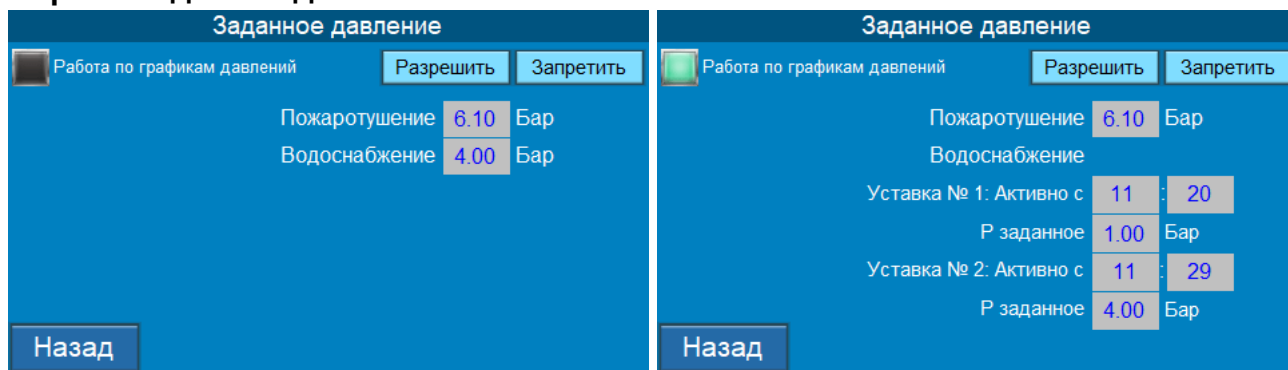 Заданное давление
Работа по графикам давлений Разрешить Запретить
Пожаротушение 6.10 Бар
Водоснабжение 4.00 Бар
Назад
Заданное давление
Работа по графикам давлений Разрешить Запретить
Пожаротушение 6.10 Бар
Водоснабжение
Уставка № 1: Активно с 11 : 20
Р заданное 1.00 Бар
Уставка № 2: Активно с 11 : 29
Р заданное 4.00 Бар
Назад